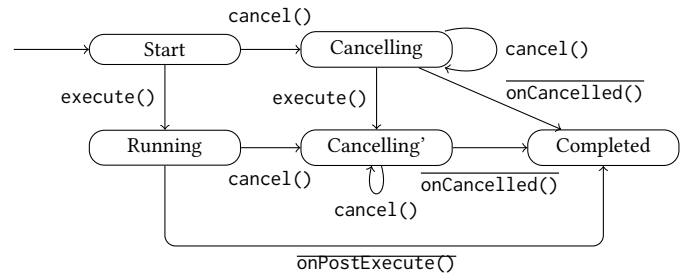 cancel()
Start
Cancelling
cancel()
execute()
execute()
onCancelled()
Running
Cancelling'
Completed
cancel()
onCancelled()
cancel()
onPostExecute()